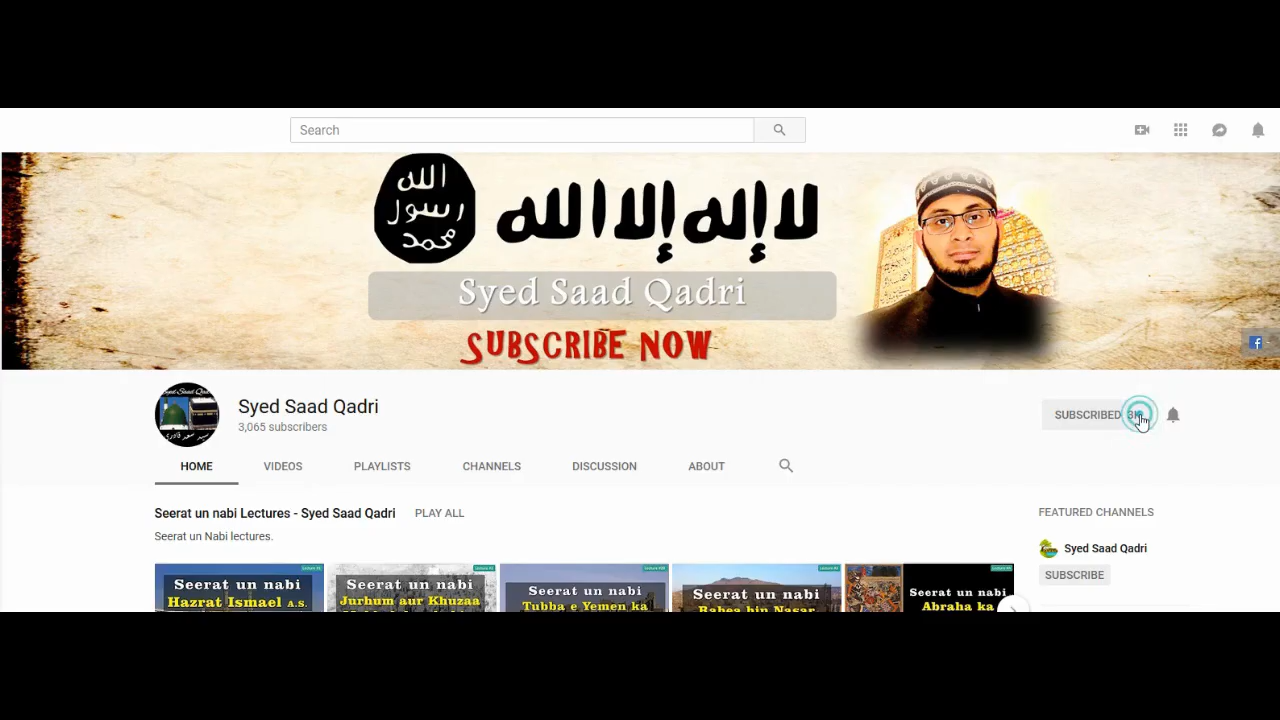 Search
الله
رسول
محمد
لا إله إلا الله
Syed Saad Qadri
SUBSCRIBE NOW
Syed Saad Qadri
3,065 subscribers
SUBSCRIBED
HOME VIDEOS PLAYLISTS CHANNELS DISCUSSION ABOUT
Seerat un nabi Lectures - Syed Saad Qadri PLAY ALL
Seerat un Nabi lectures.
FEATURED CHANNELS
Syed Saad Qadri
SUBSCRIBE
Seerat un nabi
Hazrat Ismael A.S.
Seerat un nabi
Jurhum aur Khuzaa
Seerat un nabi
Tubba e Yemen ka
Seerat un nabi
Rabea bin Nasar
Seerat un nabi
Abraha ka